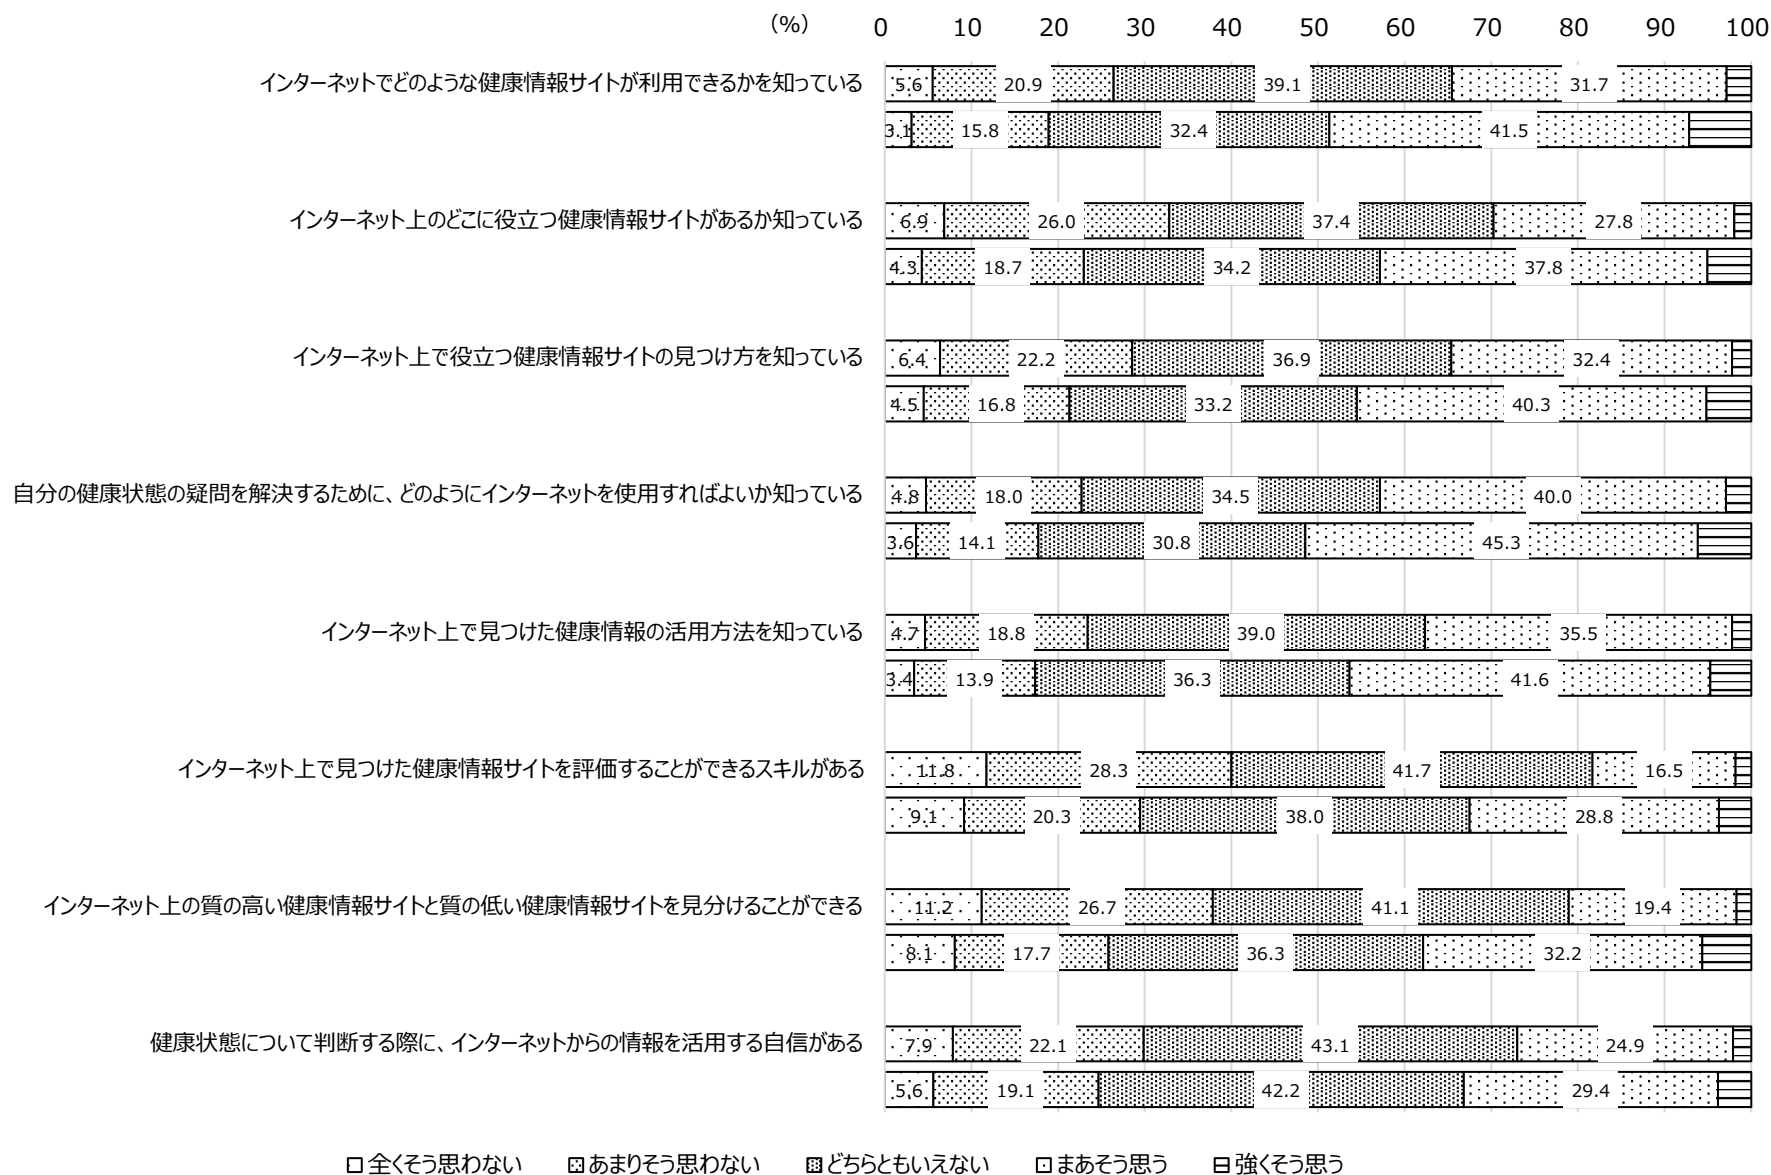 (%) 0 10 20 30 40 50 60 70 80 90 100
インターネットでどのような健康情報サイトが利用できるかを知っている 5.6 20.9 39.1 31.7
3.1 15.8 32.4 41.5
インターネット上のどこに役立つ健康情報サイトがあるか知っている 6.9 26.0 37.4 27.8
4.3 18.7 34.2 37.8
インターネット上で役立つ健康情報サイトの見つけ方を知っている 6.4 22.2 36.9 32.4
4.5 16.8 33.2 40.3
自分の健康状態の疑問を解決するために、どのようにインターネットを使用すればよいか知っている 4.8 18.0 34.5 40.0
3.6 14.1 30.8 45.3
インターネット上で見つけた健康情報の活用方法を知っている 4.7 18.8 39.0 35.5
3.4 13.9 36.3 41.6
インターネット上で見つけた健康情報サイトを評価することができるスキルがある 11.8 28.3 41.7 16.5
9.1 20.3 38.0 28.8
インターネット上の質の高い健康情報サイトと質の低い健康情報サイトを見分けることができる 11.2 26.7 41.1 19.4
8.1 17.7 36.3 32.2
健康状態について判断する際に、インターネットからの情報を活用する自信がある 7.9 22.1 43.1 24.9
5.6 19.1 42.2 29.4
全くそう思わない あまりそう思わない どちらともいえない まあそう思う 強くそう思う